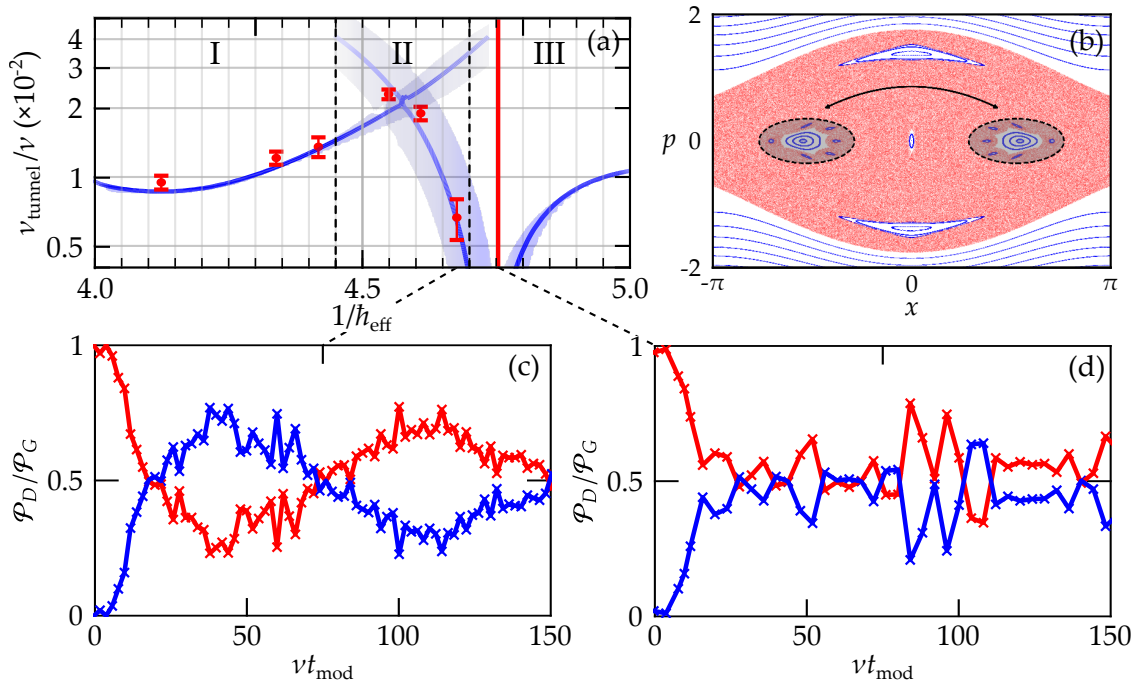 4
3
2
1
0.5
ν_tunnel/ν (×10⁻²)
I
II
III
(a)
4.0
4.5
5.0
1/ħ_eff
2
0
-2
p
(b)
-π
0
π
x
1
0.5
0
𝒫_D/𝒫_G
(c)
0
50
100
150
νt_mod
1
0.5
0
𝒫_D/𝒫_G
(d)
0
50
100
150
νt_mod